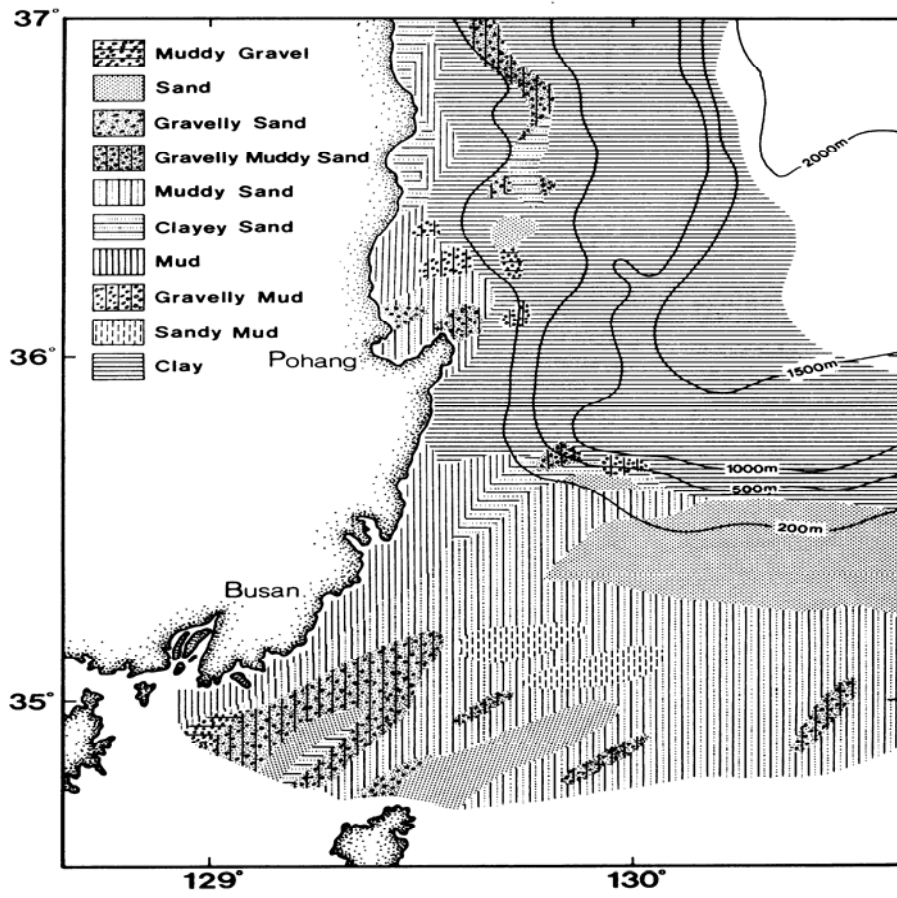 37°
Muddy Gravel
Sand
Gravelly Sand
Gravelly Muddy Sand
Muddy Sand
Clayey Sand
Mud
Gravelly Mud
Sandy Mud
Clay
2000m
36°
Pohang
1500m
1000m
500m
200m
Busan
35°
129°
130°